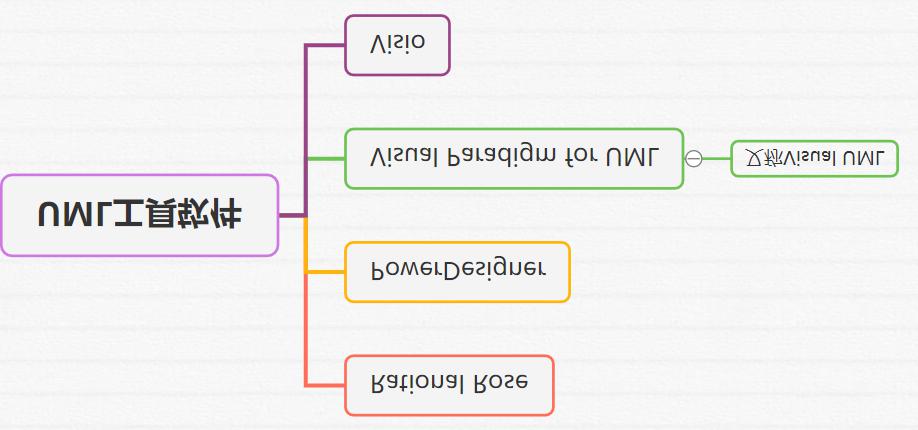 Visio
Visual Paradigm for UML
又称Visual UML
UML工具软件
PowerDesigner
Rational Rose